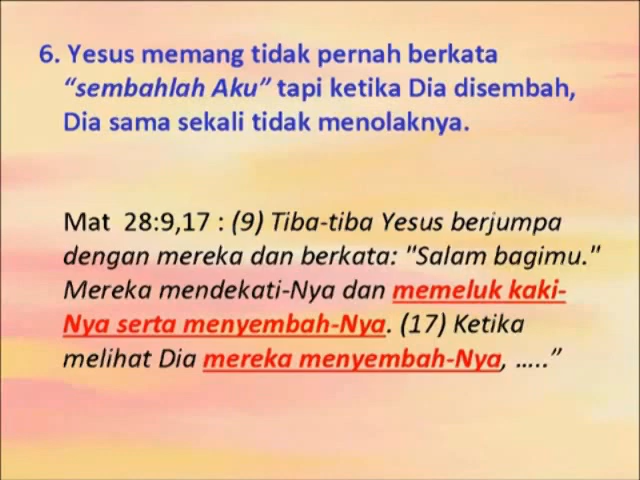 6. Yesus memang tidak pernah berkata
“sembahlah Aku” tapi ketika Dia disembah,
Dia sama sekali tidak menolaknya.
Mat 28:9,17 : (9) Tiba-tiba Yesus berjumpa
dengan mereka dan berkata: "Salam bagimu."
Mereka mendekati-Nya dan memeluk kaki-
Nya serta menyembah-Nya. (17) Ketika
melihat Dia mereka menyembah-Nya, …..”